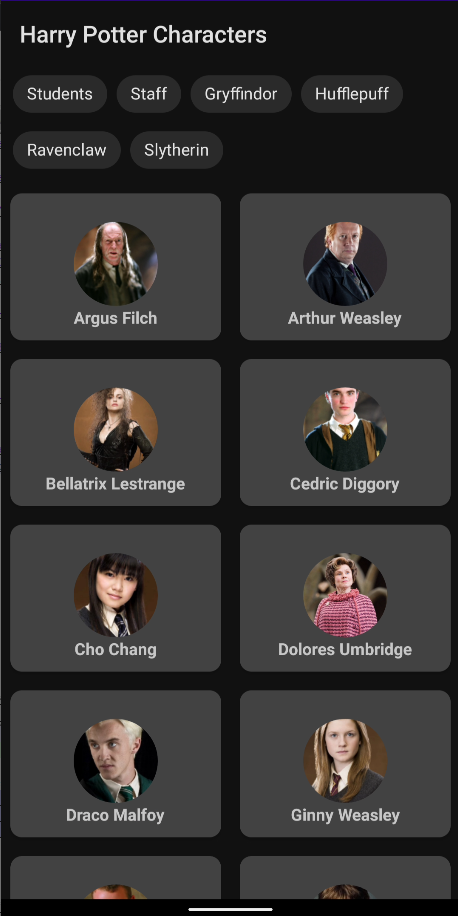 Harry Potter Characters
Students Staff Gryffindor Hufflepuff
Ravenclaw Slytherin
Argus Filch Arthur Weasley
Bellatrix Lestrange Cedric Diggory
Cho Chang Dolores Umbridge
Draco Malfoy Ginny Weasley